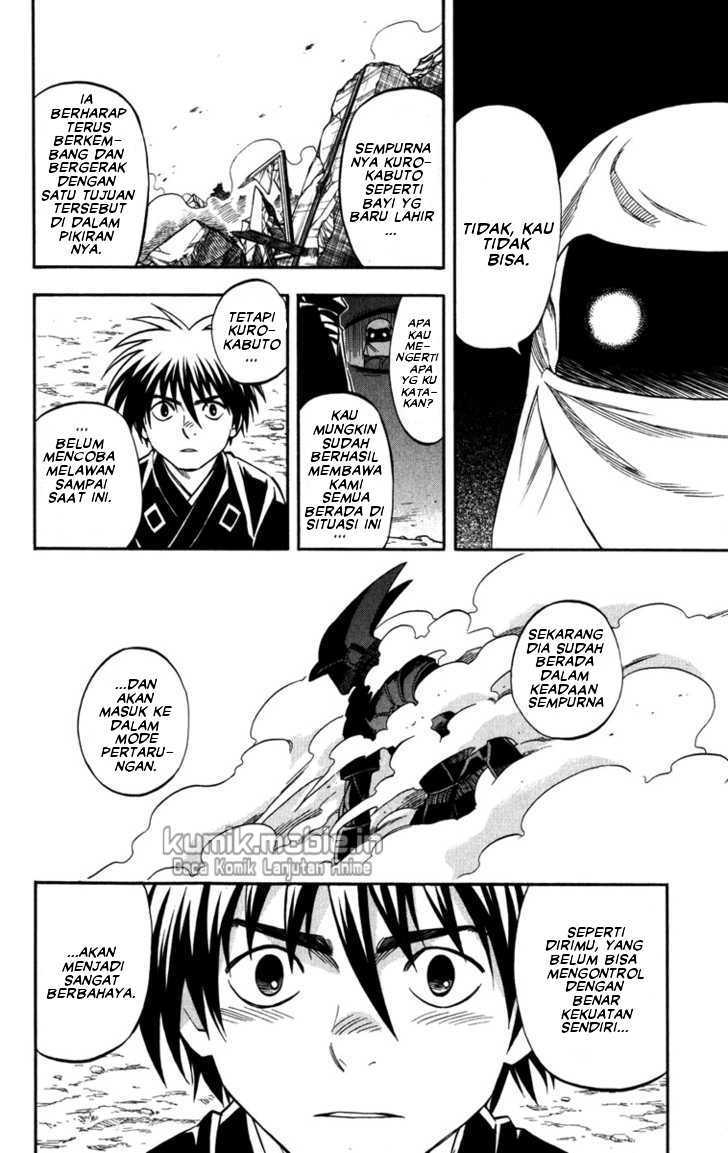 TIDAK, KAU
TIDAK
BISA.
SEMPURNA
NYA KURO-
KABUTO
SEPERTI
BAYI YG
BARU LAHIR
...
IA
BERHARAP
TERUS
BERKEM-
BANG DAN
BERGERAK
DENGAN
SATU TUJUAN
TERSEBUT
DI DALAM
PIKIRAN
NYA.
APA
KAU
ME-
NGERTI
APA
YG KU
KATA-
KAN?
KAU
MUNGKIN
SUDAH
BERHASIL
MEMBAWA
KAMI
SEMUA
BERADA DI
SITUASI INI
...
TETAPI
KURO-
KABUTO
...
...
BELUM
MENCOBA
MELAWAN
SAMPAI
SAAT INI.
SEKARANG
DIA SUDAH
BERADA
DALAM
KEADAAN
SEMPURNA
...DAN
AKAN
MASUK KE
DALAM
MODE
PERTARU-
NGAN.
kumik.mobie.in
Baca Komik Lanjutan Anime
SEPERTI
DIRIMU, YANG
BELUM BISA
MENGONTROL
DENGAN
BENAR
KEKUATAN
SENDIRI...
...AKAN
MENJADI
SANGAT
BERBAHAYA.